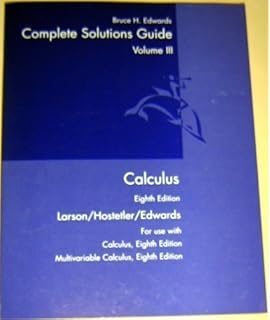 Bruce H. Edwards
Complete Solutions Guide
Volume III
Calculus
Eighth Edition
Larson/Hostetler/Edwards
For use with
Calculus, Eighth Edition
Multivariable Calculus, Eighth Edition